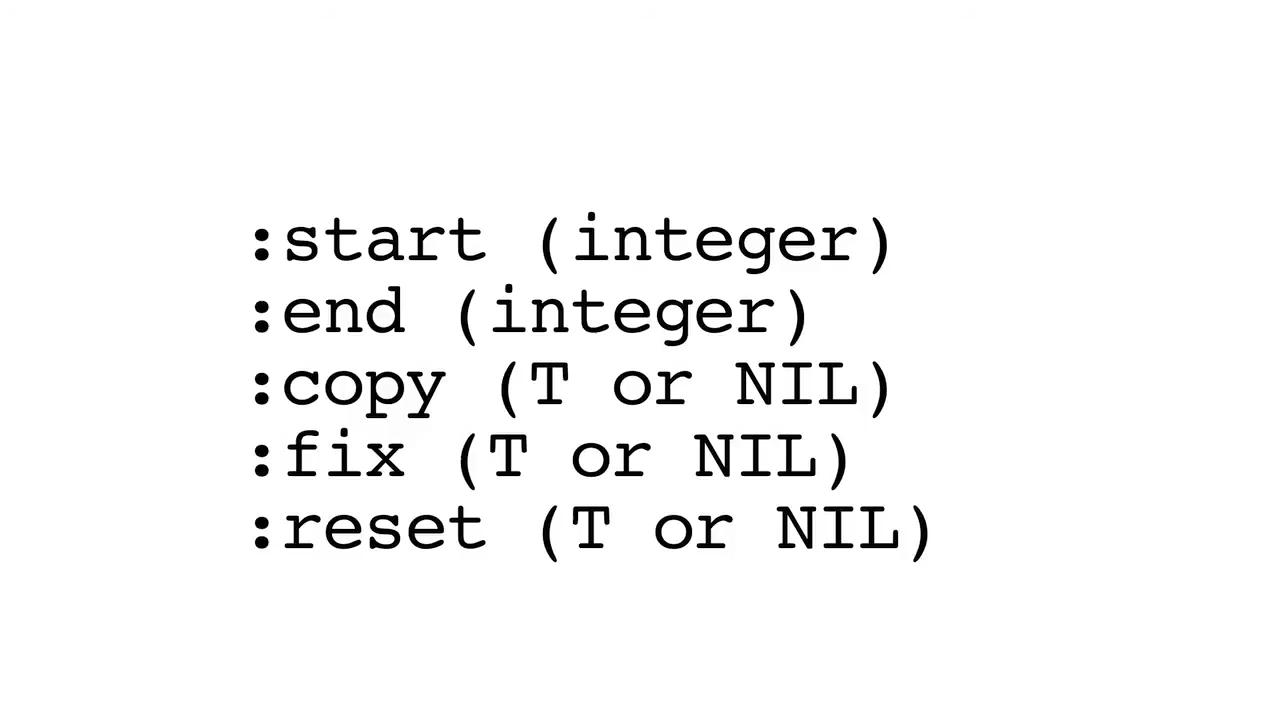 :start (integer)
:end (integer)
:copy (T or NIL)
:fix (T or NIL)
:reset (T or NIL)